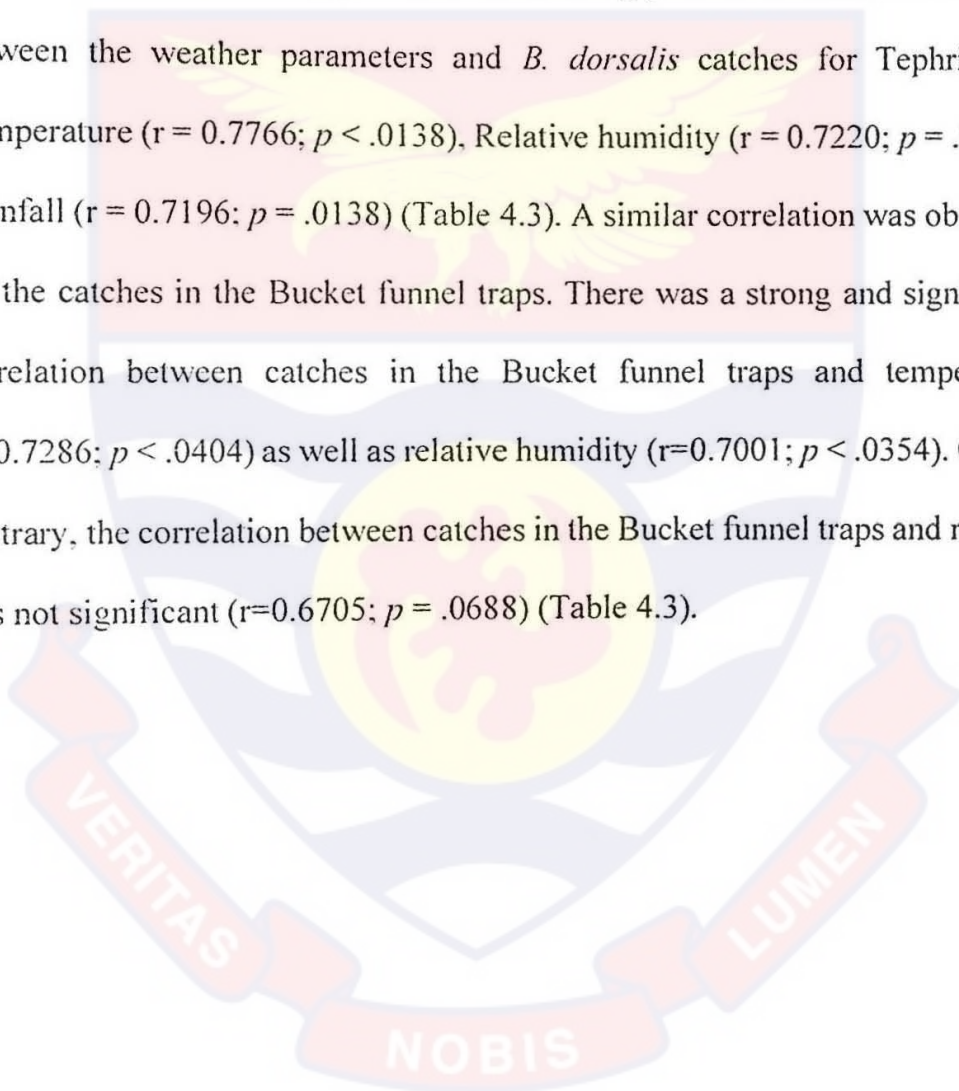 ween the weather parameters and B. dorsalis catches for Tephr
nperature (r = 0.7766; p < .0138), Relative humidity (r = 0.7220; p = .
nfall (r = 0.7196; p = .0138) (Table 4.3). A similar correlation was ob
the catches in the Bucket funnel traps. There was a strong and sign
relation between catches in the Bucket funnel traps and tempe
0.7286; p < .0404) as well as relative humidity (r=0.7001; p < .0354).
trary, the correlation between catches in the Bucket funnel traps and r
s not significant (r=0.6705; p = .0688) (Table 4.3).
VERITAS
NOBIS
LUMEN